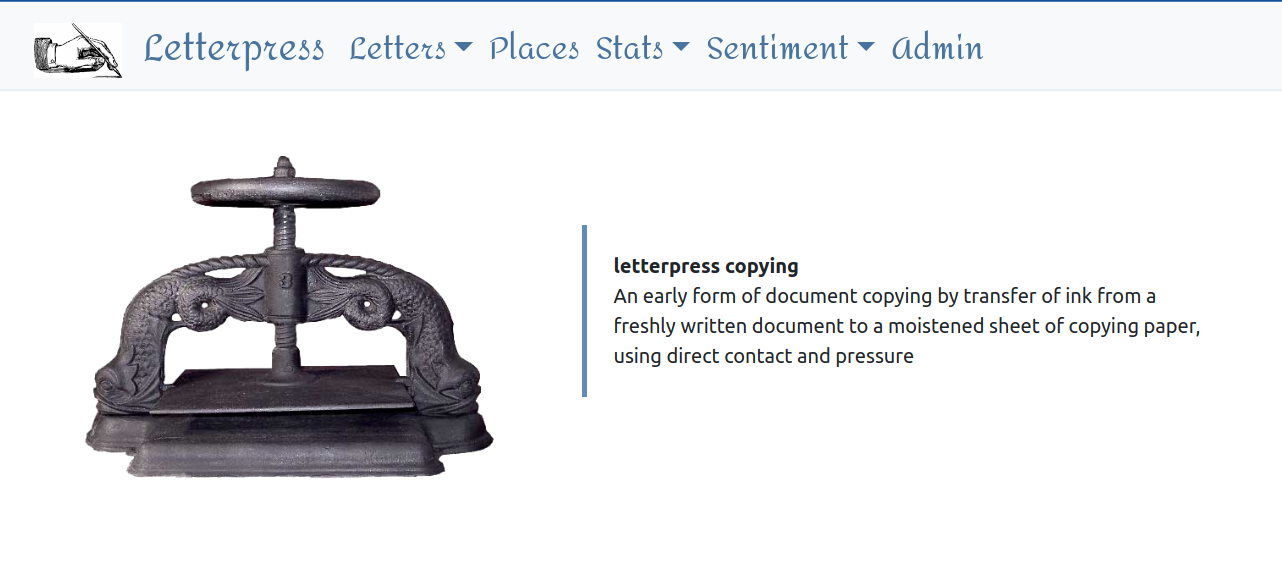 Letterpress Letters Places Stats Sentiment Admin
letterpress copying
An early form of document copying by transfer of ink from a
freshly written document to a moistened sheet of copying paper,
using direct contact and pressure